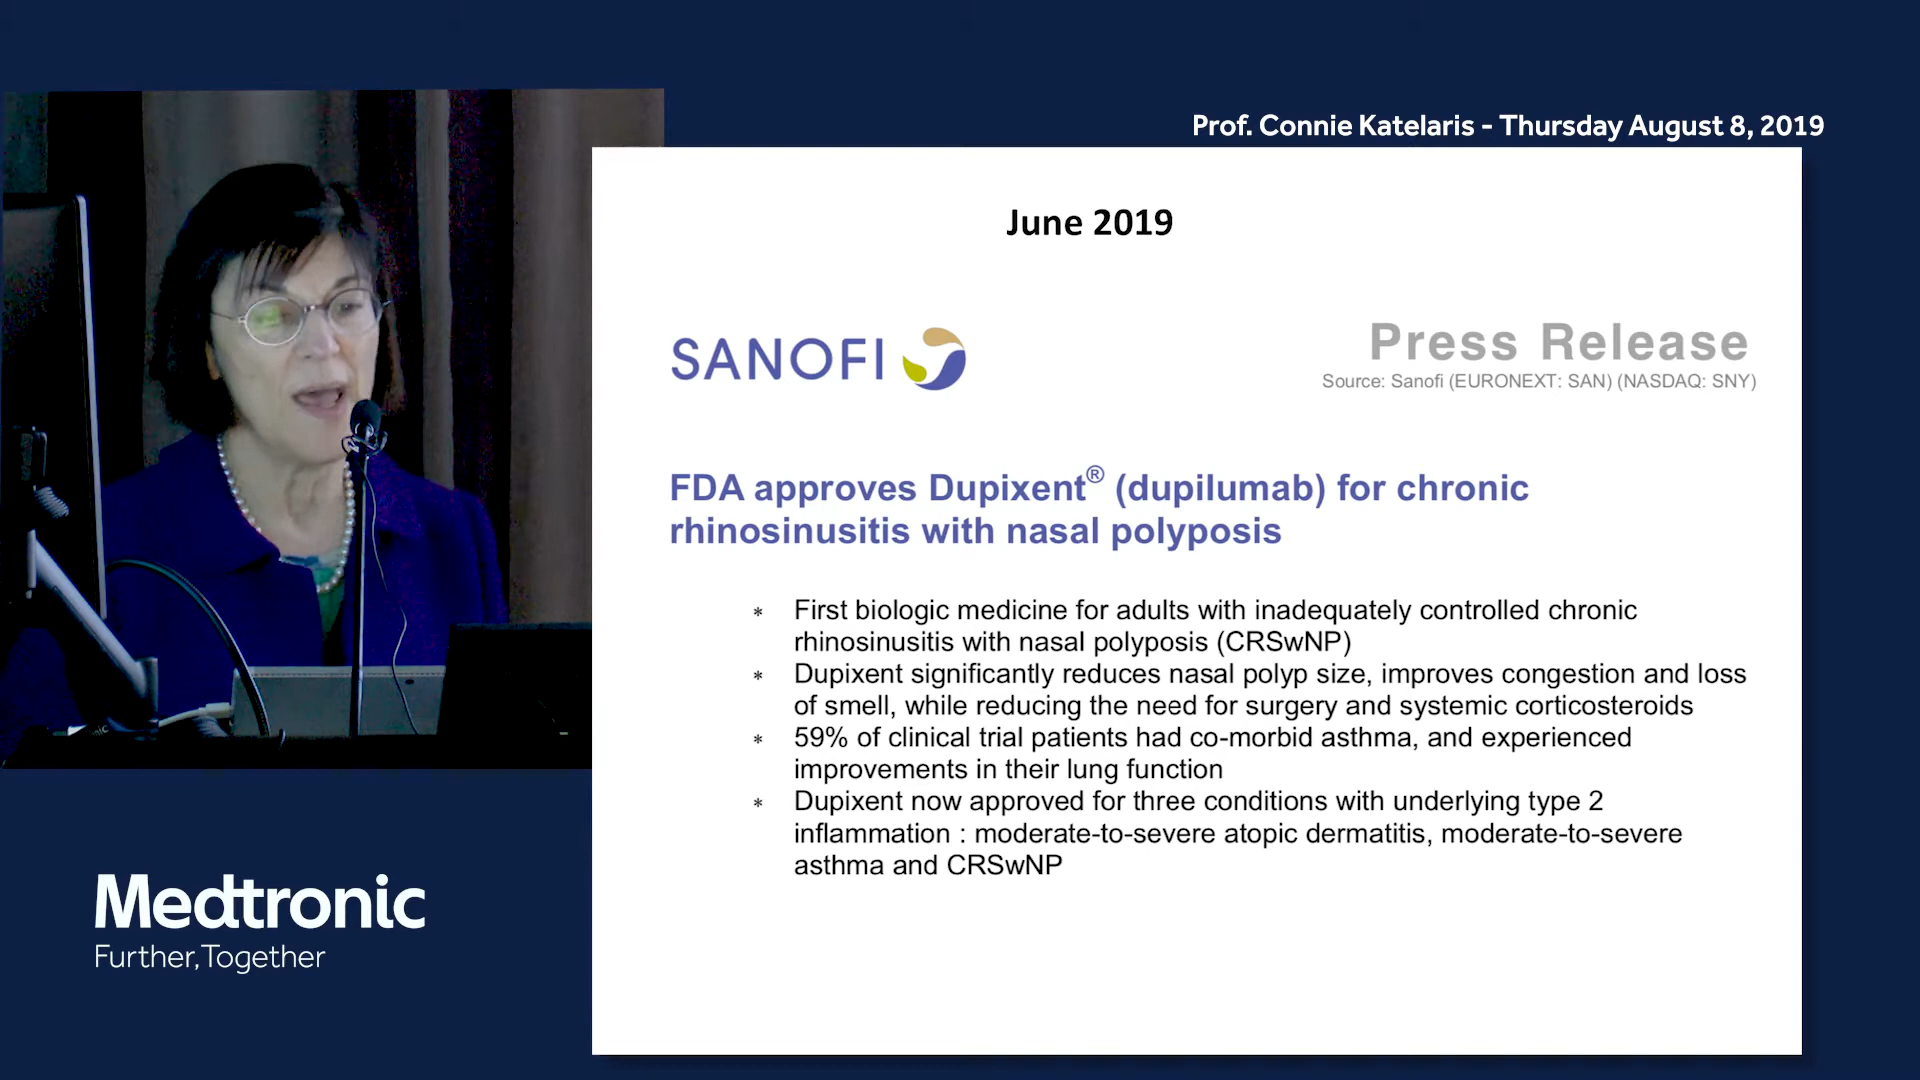 Prof. Connie Katelaris - Thursday August 8, 2019
June 2019
SANOFI
Press Release
Source: Sanofi (EURONEXT: SAN) (NASDAQ: SNY)
FDA approves Dupixent® (dupilumab) for chronic
rhinosinusitis with nasal polyposis
* First biologic medicine for adults with inadequately controlled chronic
rhinosinusitis with nasal polyposis (CRSwNP)
* Dupixent significantly reduces nasal polyp size, improves congestion and loss
of smell, while reducing the need for surgery and systemic corticosteroids
* 59% of clinical trial patients had co-morbid asthma, and experienced
improvements in their lung function
* Dupixent now approved for three conditions with underlying type 2
inflammation : moderate-to-severe atopic dermatitis, moderate-to-severe
asthma and CRSwNP
Medtronic
Further, Together